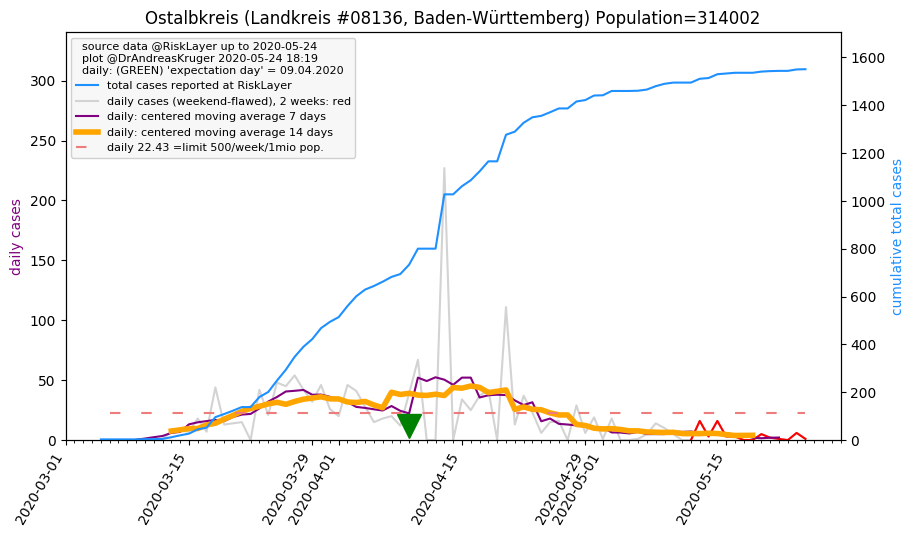 Ostalbkreis (Landkreis #08136, Baden-Württemberg) Population=314002
source data @RiskLayer up to 2020-05-24
plot @DrAndreasKruger 2020-05-24 18:19
daily: (GREEN) 'expectation day' = 09.04.2020
total cases reported at RiskLayer
daily cases (weekend-flawed), 2 weeks: red
daily: centered moving average 7 days
daily: centered moving average 14 days
daily 22.43 =limit 500/week/1mio pop.
daily cases
300
250
200
150
100
50
0
1600
1400
1200
1000
800
600
400
200
0
cumulative total cases
2020-03-01
2020-03-15
2020-03-29
2020-04-01
2020-04-15
2020-04-29
2020-05-01
2020-05-15